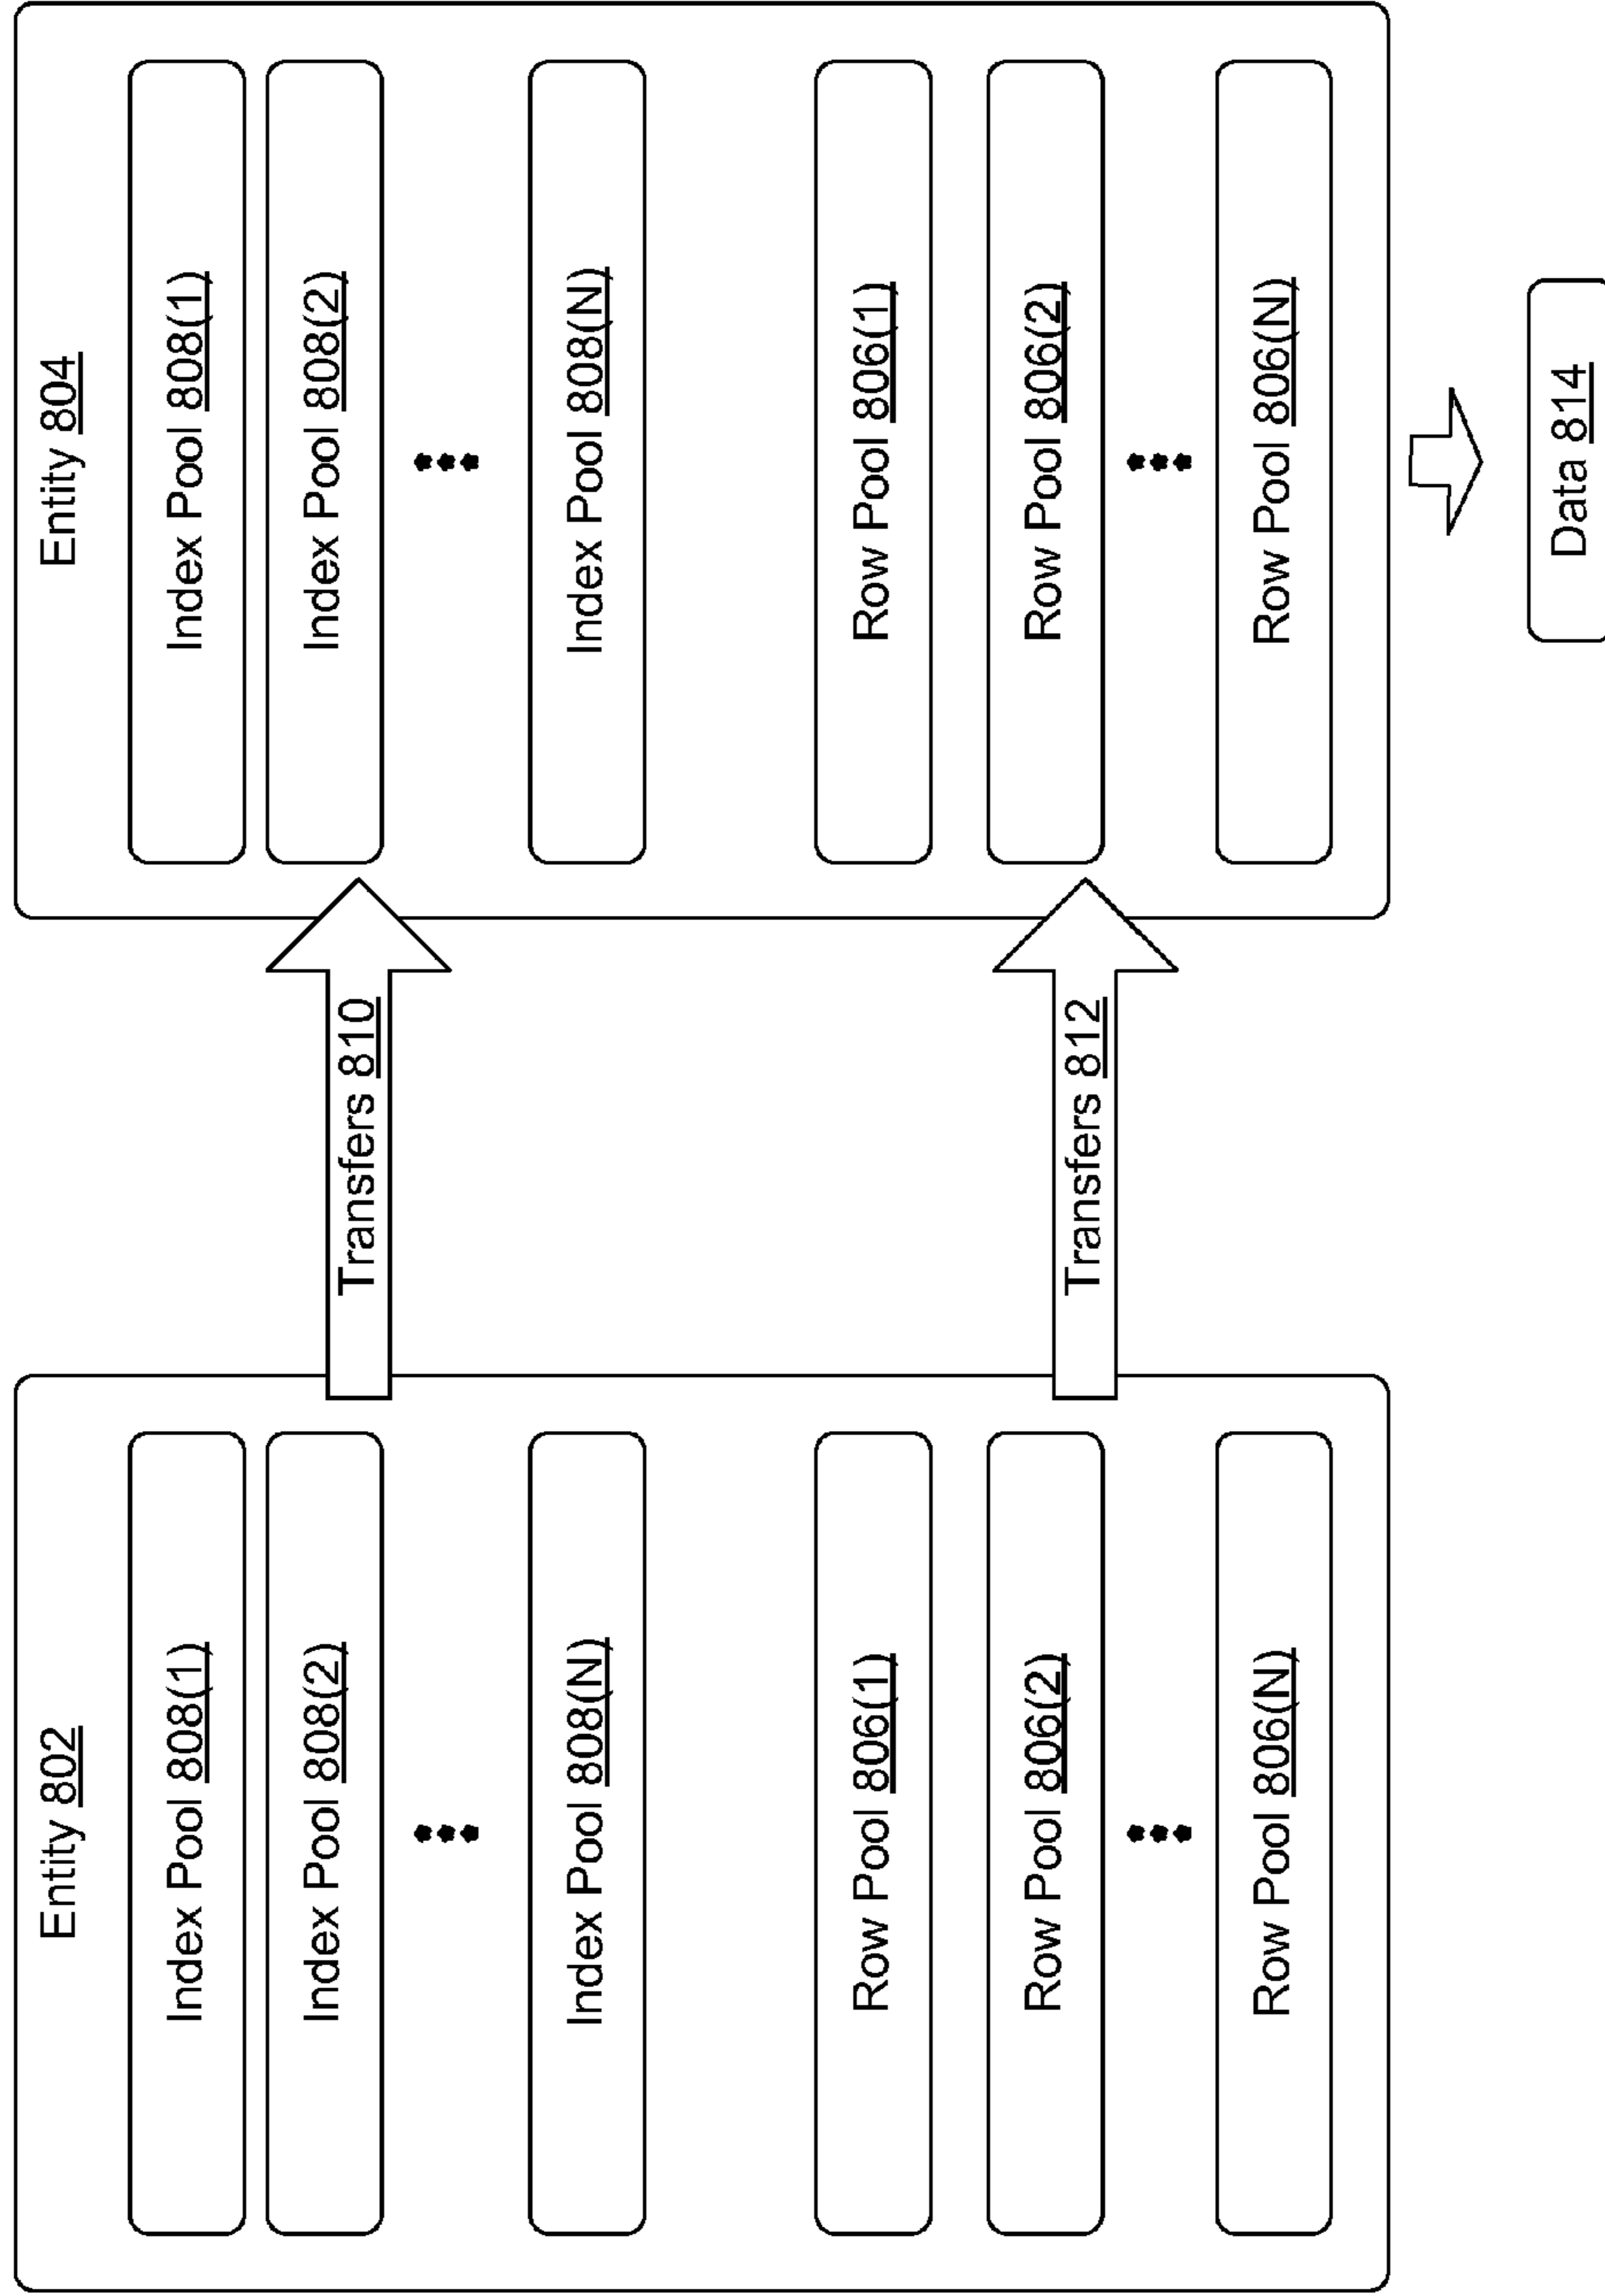 Entity 802
Index Pool 808(1)
Index Pool 808(2)
Index Pool 808(N)
Row Pool 806(1)
Row Pool 806(2)
Row Pool 806(N)
Transfers 810
Transfers 812
Entity 804
Index Pool 808(1)
Index Pool 808(2)
Index Pool 808(N)
Row Pool 806(1)
Row Pool 806(2)
Row Pool 806(N)
Data 814